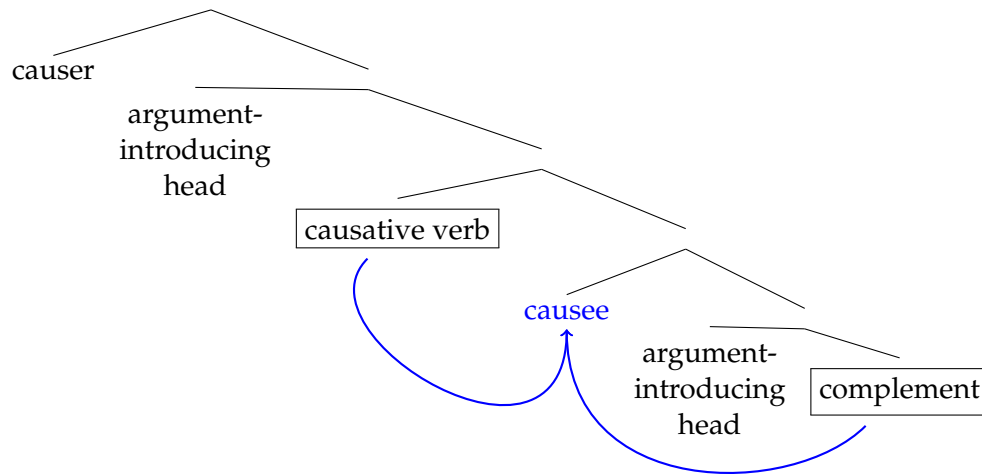 causer
argument-
introducing
head
causative verb
causee
argument-
introducing
head
complement